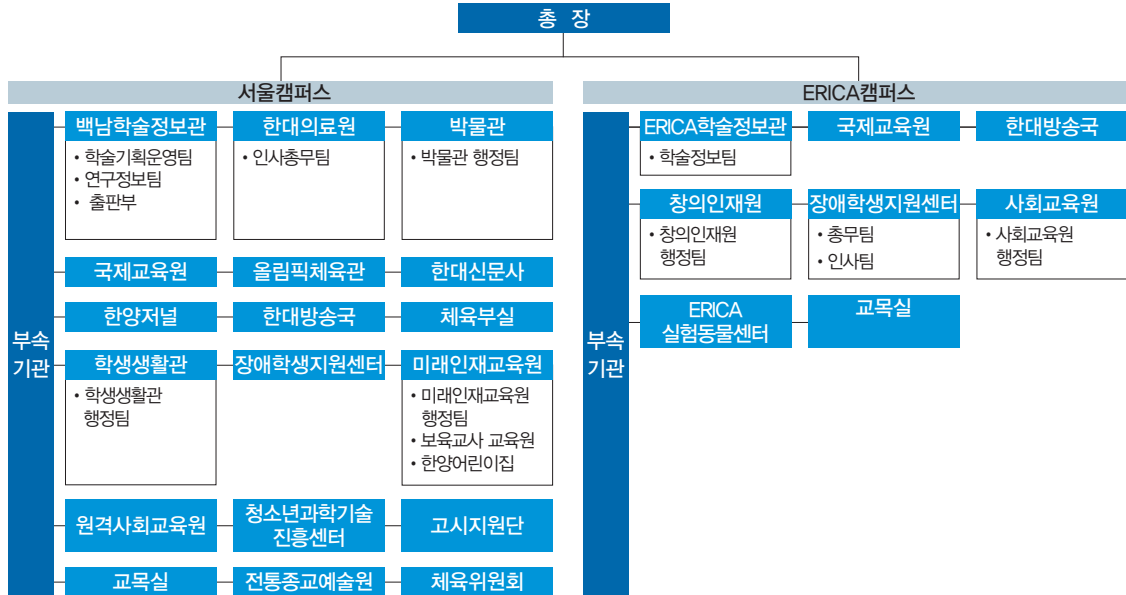 총 장
서울캠퍼스
부속
기관
백남학술정보관
• 학술기획운영팀
• 연구정보팀
• 출판부
한대의료원
• 인사총무팀
박물관
• 박물관 행정팀
국제교육원
올림픽체육관
한대신문사
한양저널
한대방송국
체육부실
학생생활관
• 학생생활관
행정팀
장애학생지원센터
미래인재교육원
• 미래인재교육원
행정팀
• 보육교사 교육원
• 한양어린이집
원격사회교육원
청소년과학기술
진흥센터
고시지원단
교목실
전통종교예술원
체육위원회
ERICA캠퍼스
부속
기관
ERICA학술정보관
• 학술정보팀
국제교육원
한대방송국
창의인재원
• 창의인재원
행정팀
장애학생지원센터
• 총무팀
• 인사팀
사회교육원
• 사회교육원
행정팀
ERICA
실험동물센터
교목실